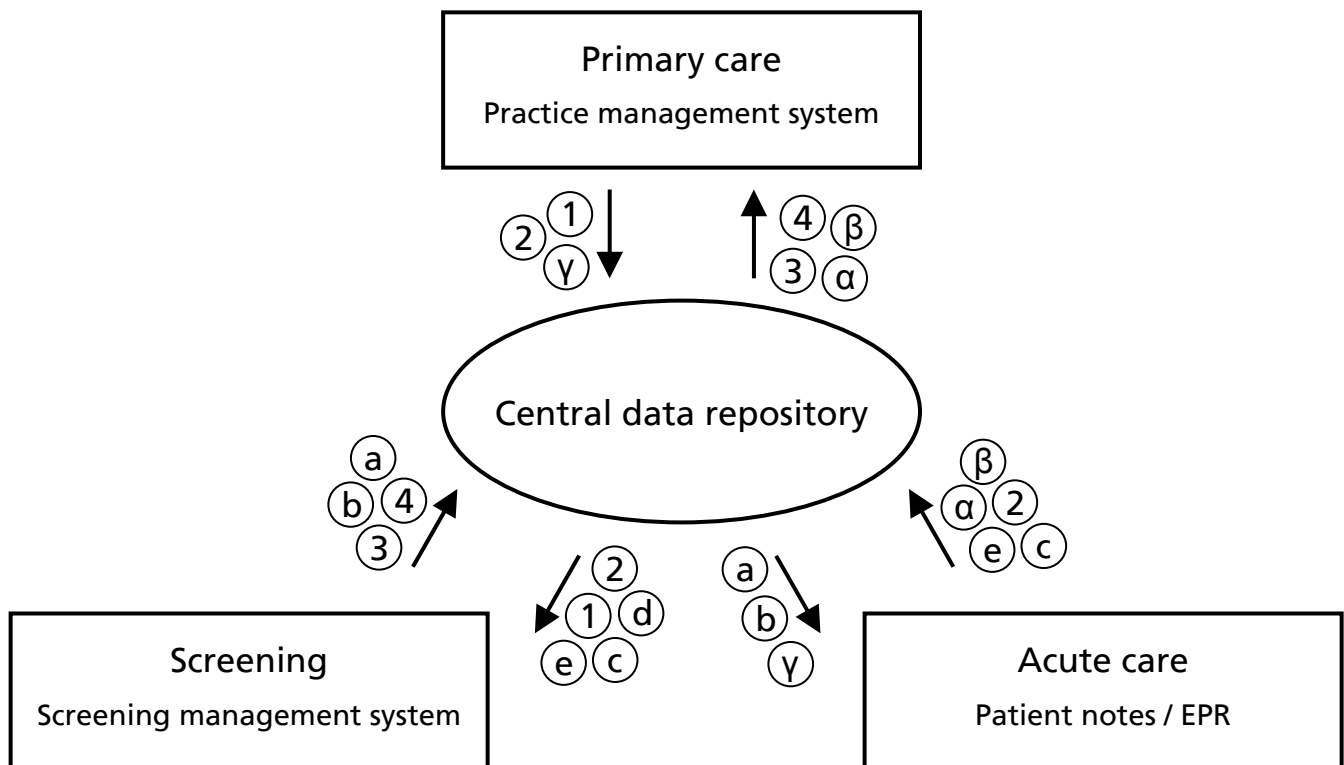 Primary care
Practice management system
1
2
γ
4
β
3
α
Central data repository
a
b
4
3
β
α
2
e
c
2
1
d
e
c
a
b
γ
Screening
Screening management system
Acute care
Patient notes / EPR